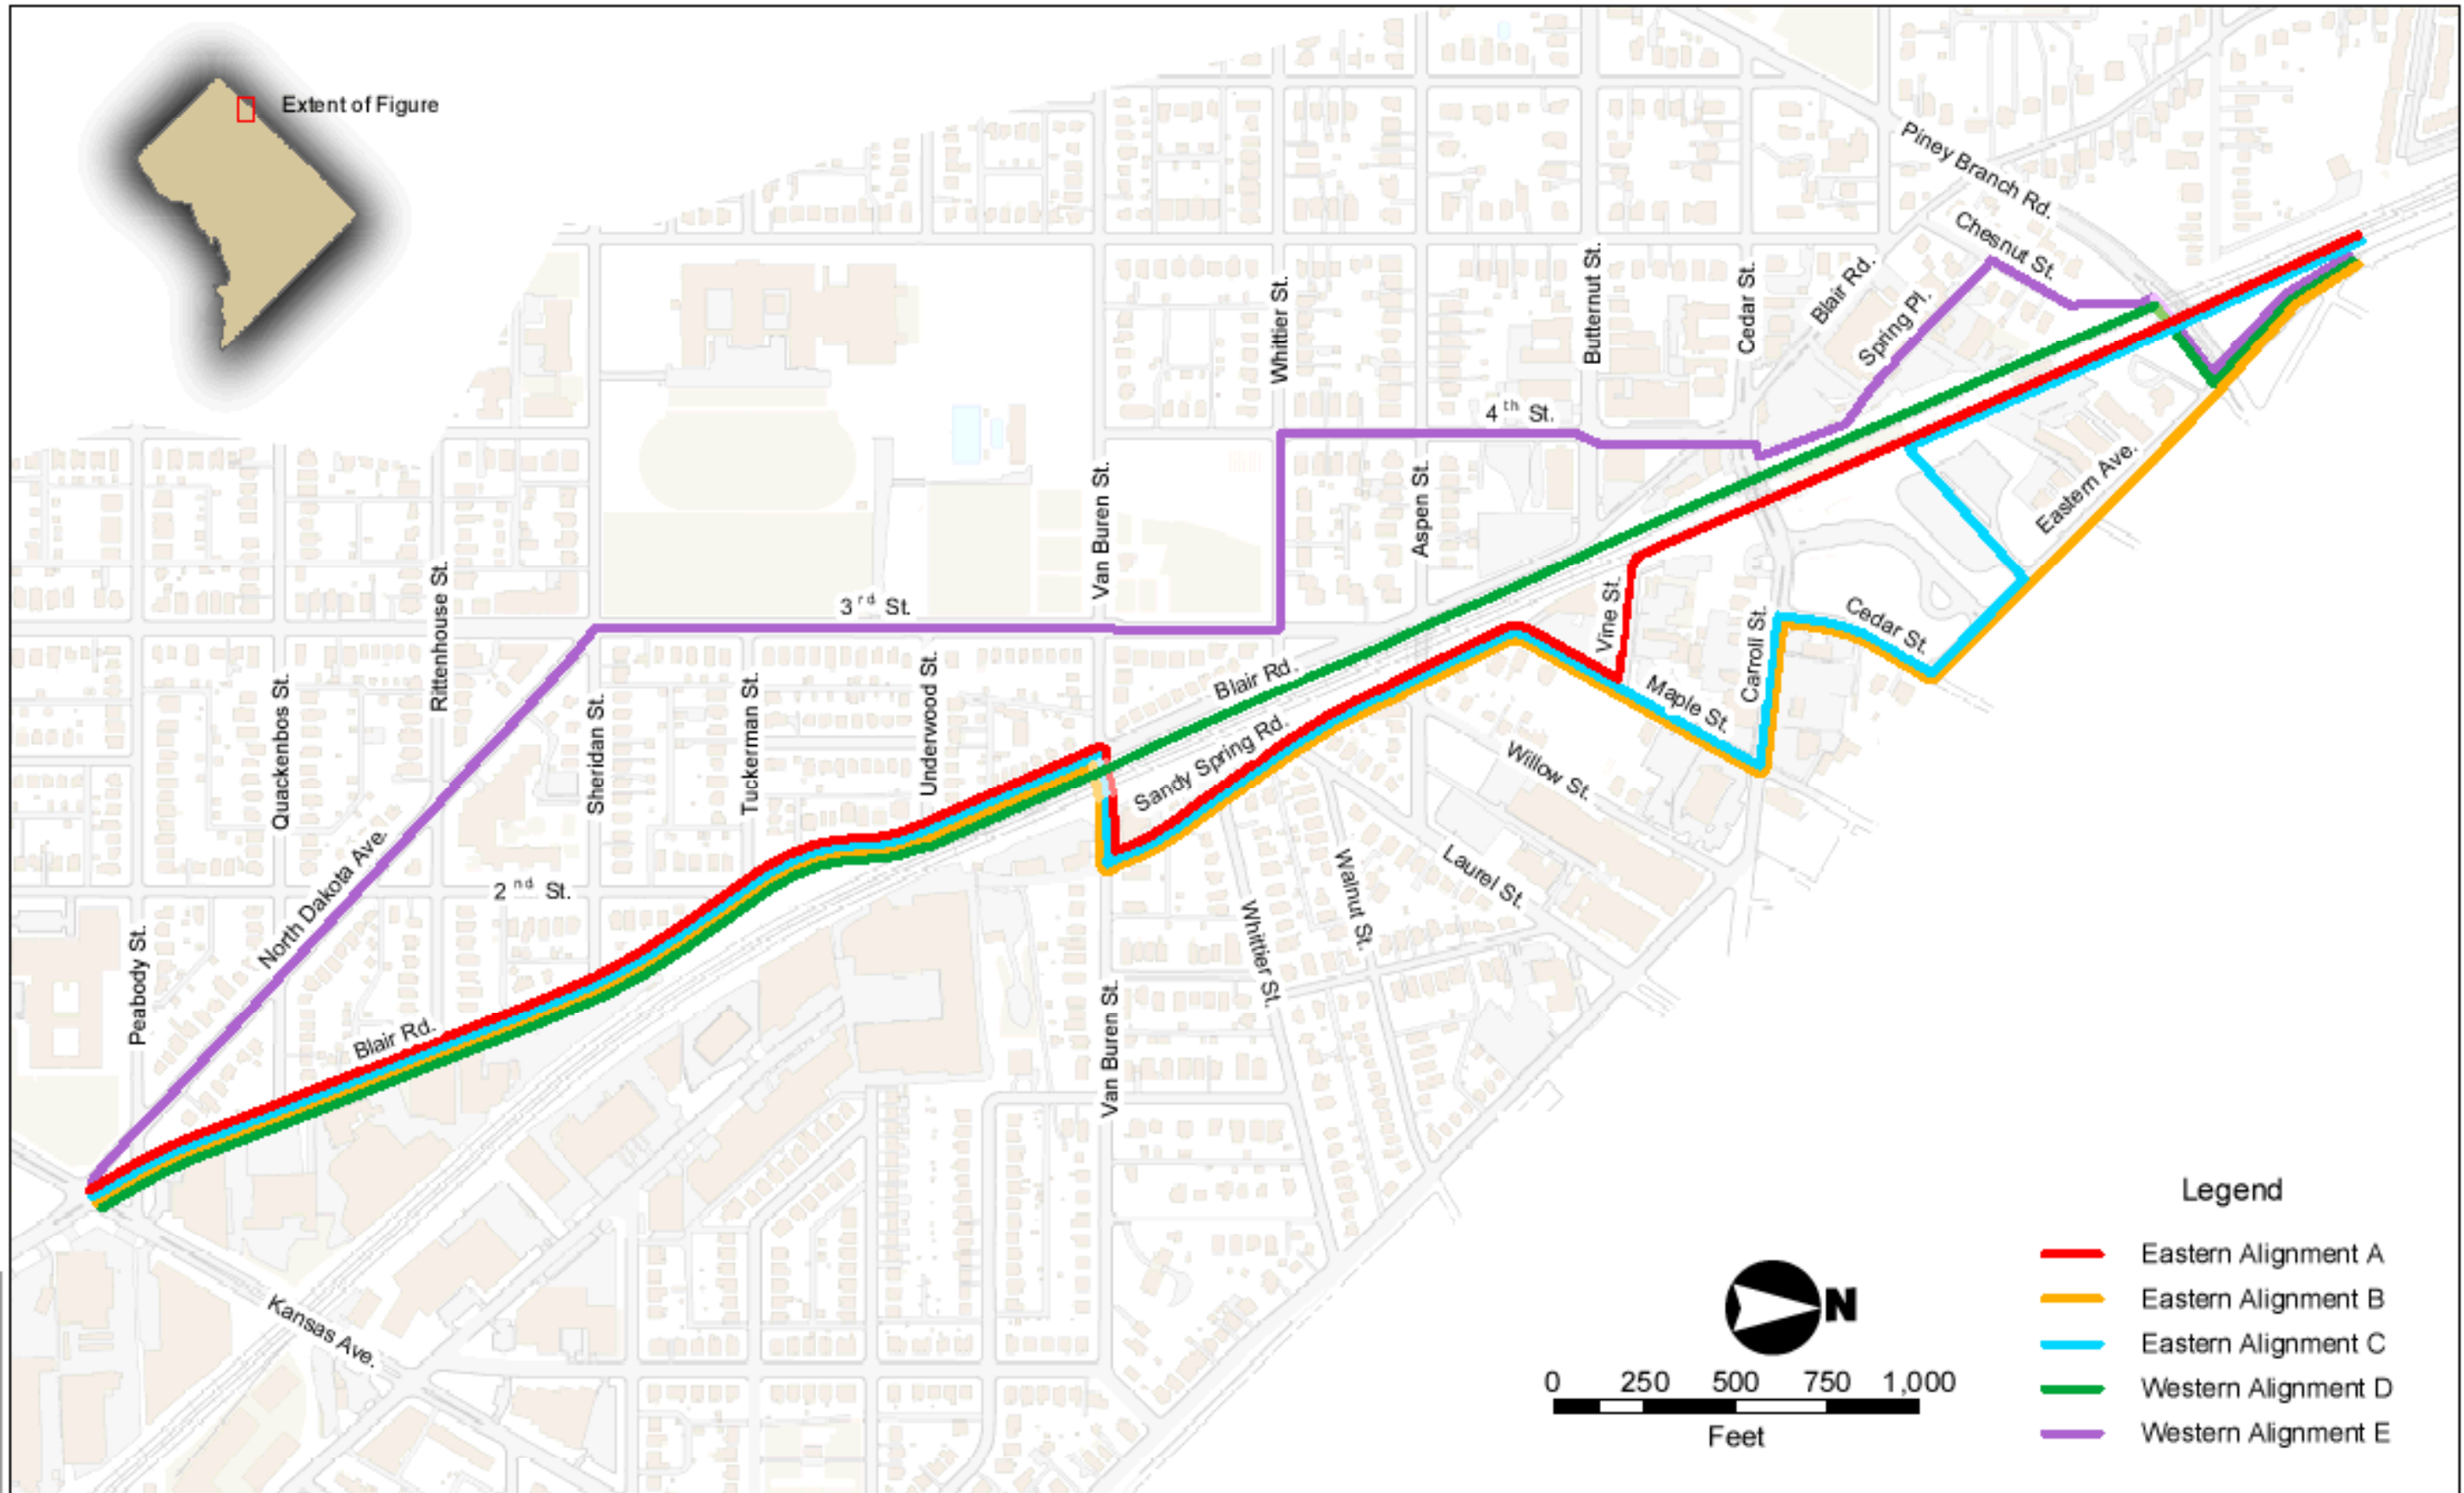 Extent of Figure
Piney Branch Rd.
Chesnut St.
Blair Rd.
Spring Pl.
Cedar St.
Butternut St.
Whittier St.
4th St.
Aspen St.
Van Buren St.
Eastern Ave.
3rd St.
Rittenhouse St.
Vine St.
Carroll St.
Cedar St.
Blair Rd.
Maple St.
Sandy Spring Rd.
Willow St.
Quackenbos St.
Sheridan St.
Tuckerman St.
Underwood St.
2nd St.
North Dakota Ave.
Peabody St.
Blair Rd.
Laurel St.
Walnut St.
Whittier St.
Van Buren St.
Kansas Ave.
N
0 250 500 750 1,000
Feet
Legend
Eastern Alignment A
Eastern Alignment B
Eastern Alignment C
Western Alignment D
Western Alignment E